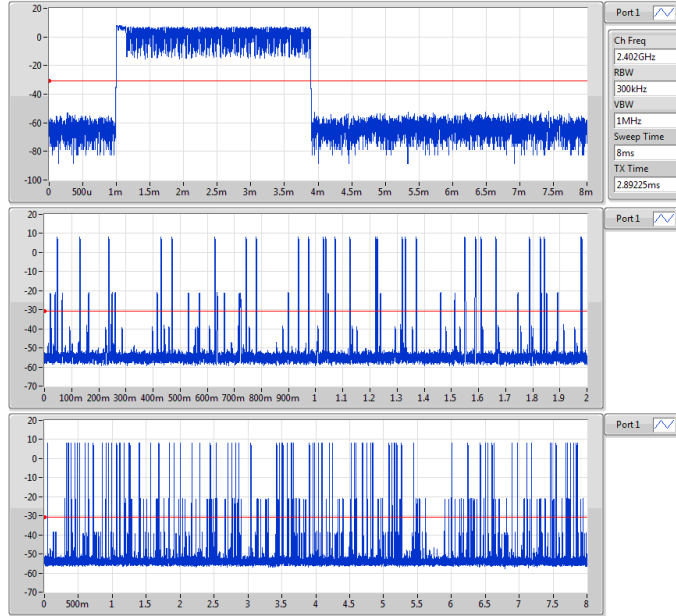 20
0
-20
-40
-60
-80
-100
0 500u 1m 1.5m 2m 2.5m 3m 3.5m 4m 4.5m 5m 5.5m 6m 6.5m 7m 7.5m 8m
Port 1
Ch Freq
2.402GHz
RBW
300kHz
VBW
1MHz
Sweep Time
8ms
TX Time
2.89225ms
20
10
0
-10
-20
-30
-40
-50
-60
-70
0 100m 200m 300m 400m 500m 600m 700m 800m 900m 1 1.1 1.2 1.3 1.4 1.5 1.6 1.7 1.8 1.9 2
Port 1
20
10
0
-10
-20
-30
-40
-50
-60
-70
0 500m 1 1.5 2 2.5 3 3.5 4 4.5 5 5.5 6 6.5 7 7.5 8
Port 1